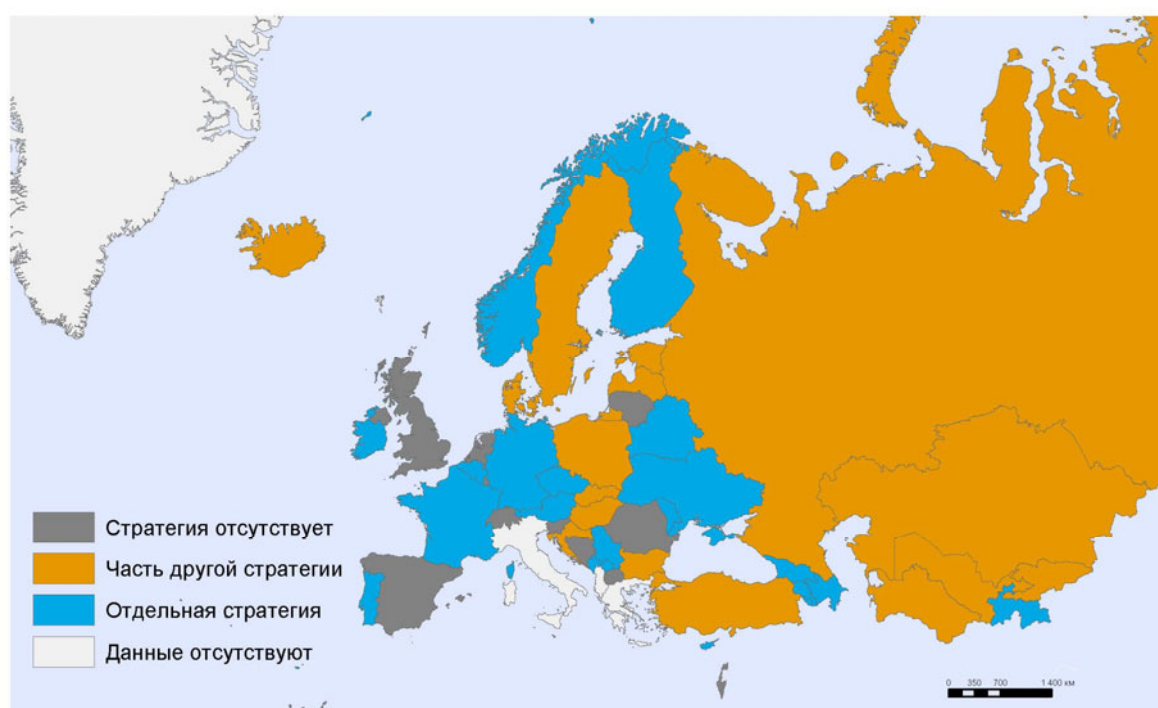 Стратегия отсутствует
Часть другой стратегии
Отдельная стратегия
Данные отсутствуют
0 350 700 1 400 км